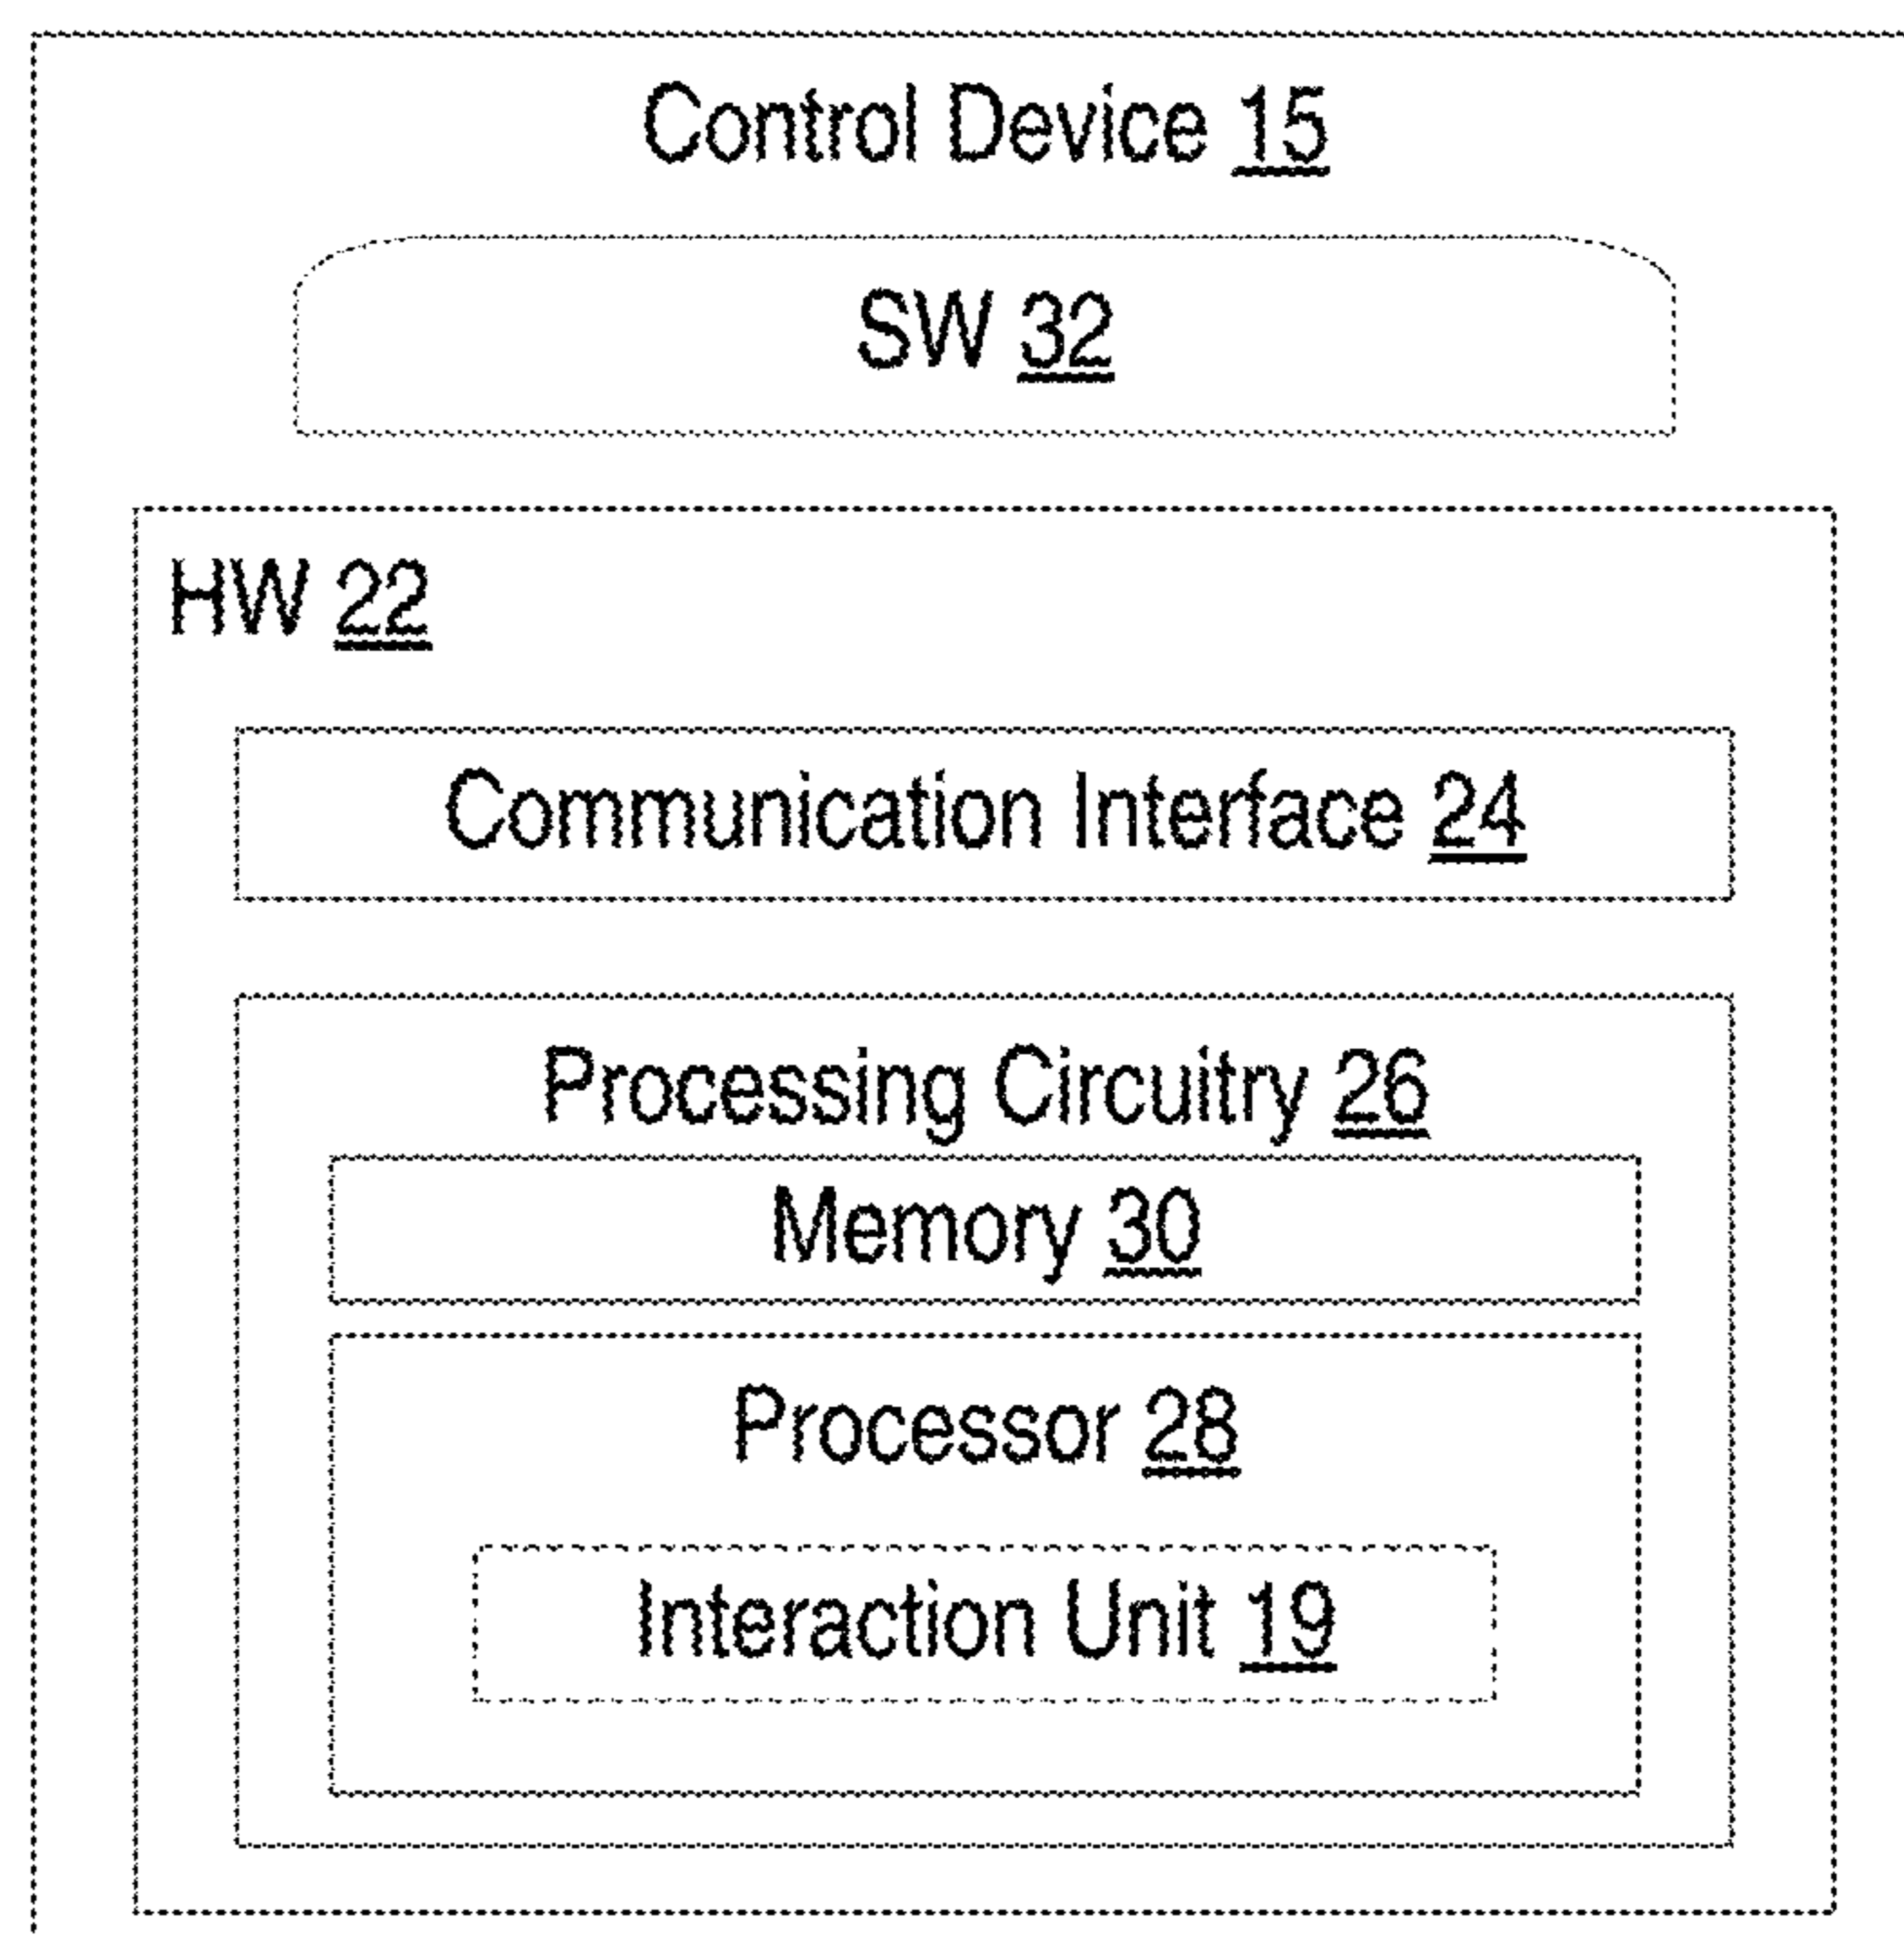 Control Device 15
SW 32
HW 22
Communication Interface 24
Processing Circuitry 26
Memory 30
Processor 28
Interaction Unit 19